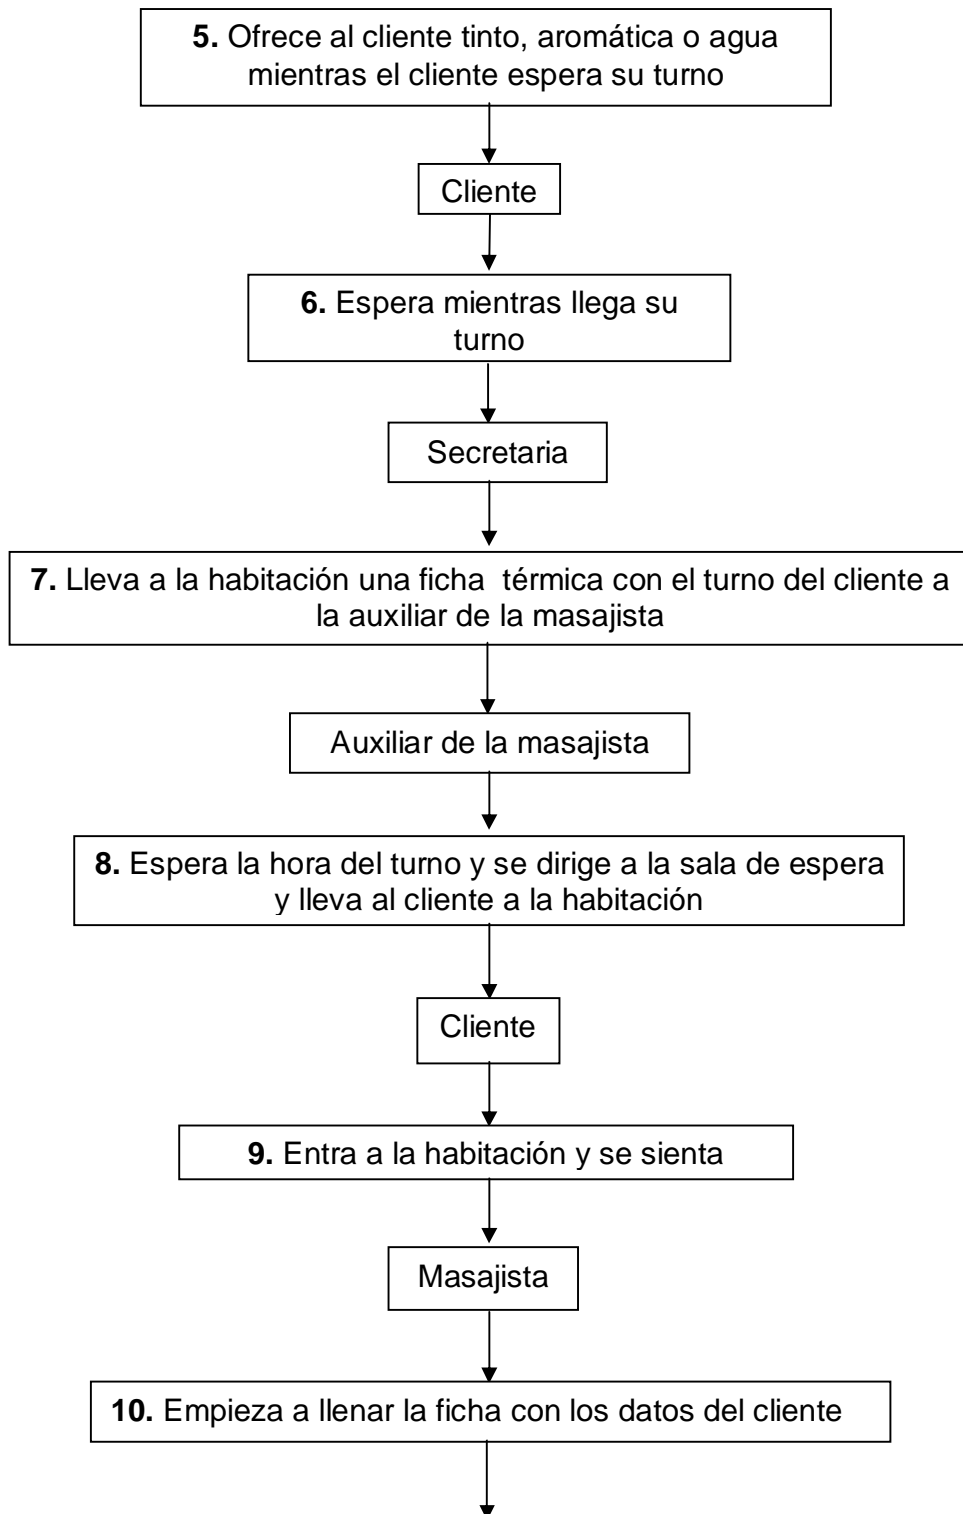 5. Ofrece al cliente tinto, aromática o agua
mientras el cliente espera su turno
Cliente
6. Espera mientras llega su
turno
Secretaria
7. Lleva a la habitación una ficha  térmica con el turno del cliente a
la auxiliar de la masajista
Auxiliar de la masajista
8. Espera la hora del turno y se dirige a la sala de espera
y lleva al cliente a la habitación
Cliente
9. Entra a la habitación y se sienta
Masajista
10. Empieza a llenar la ficha con los datos del cliente